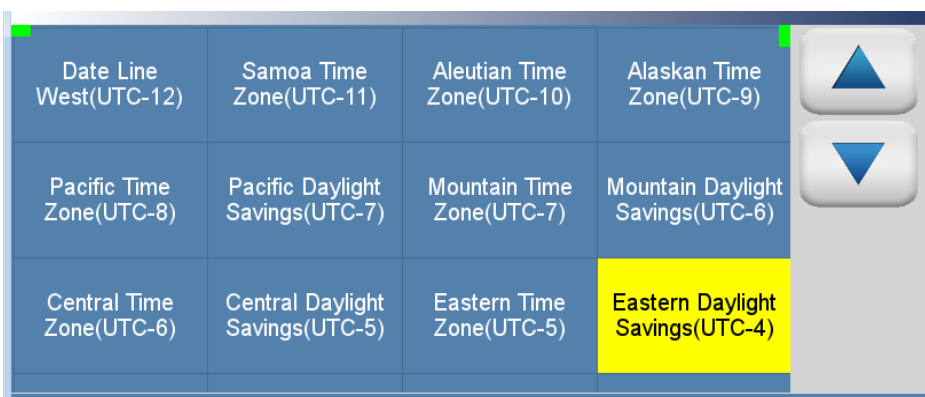 Date Line
West(UTC-12)
Samoa Time
Zone(UTC-11)
Aleutian Time
Zone(UTC-10)
Alaskan Time
Zone(UTC-9)
Pacific Time
Zone(UTC-8)
Pacific Daylight
Savings(UTC-7)
Mountain Time
Zone(UTC-7)
Mountain Daylight
Savings(UTC-6)
Central Time
Zone(UTC-6)
Central Daylight
Savings(UTC-5)
Eastern Time
Zone(UTC-5)
Eastern Daylight
Savings(UTC-4)